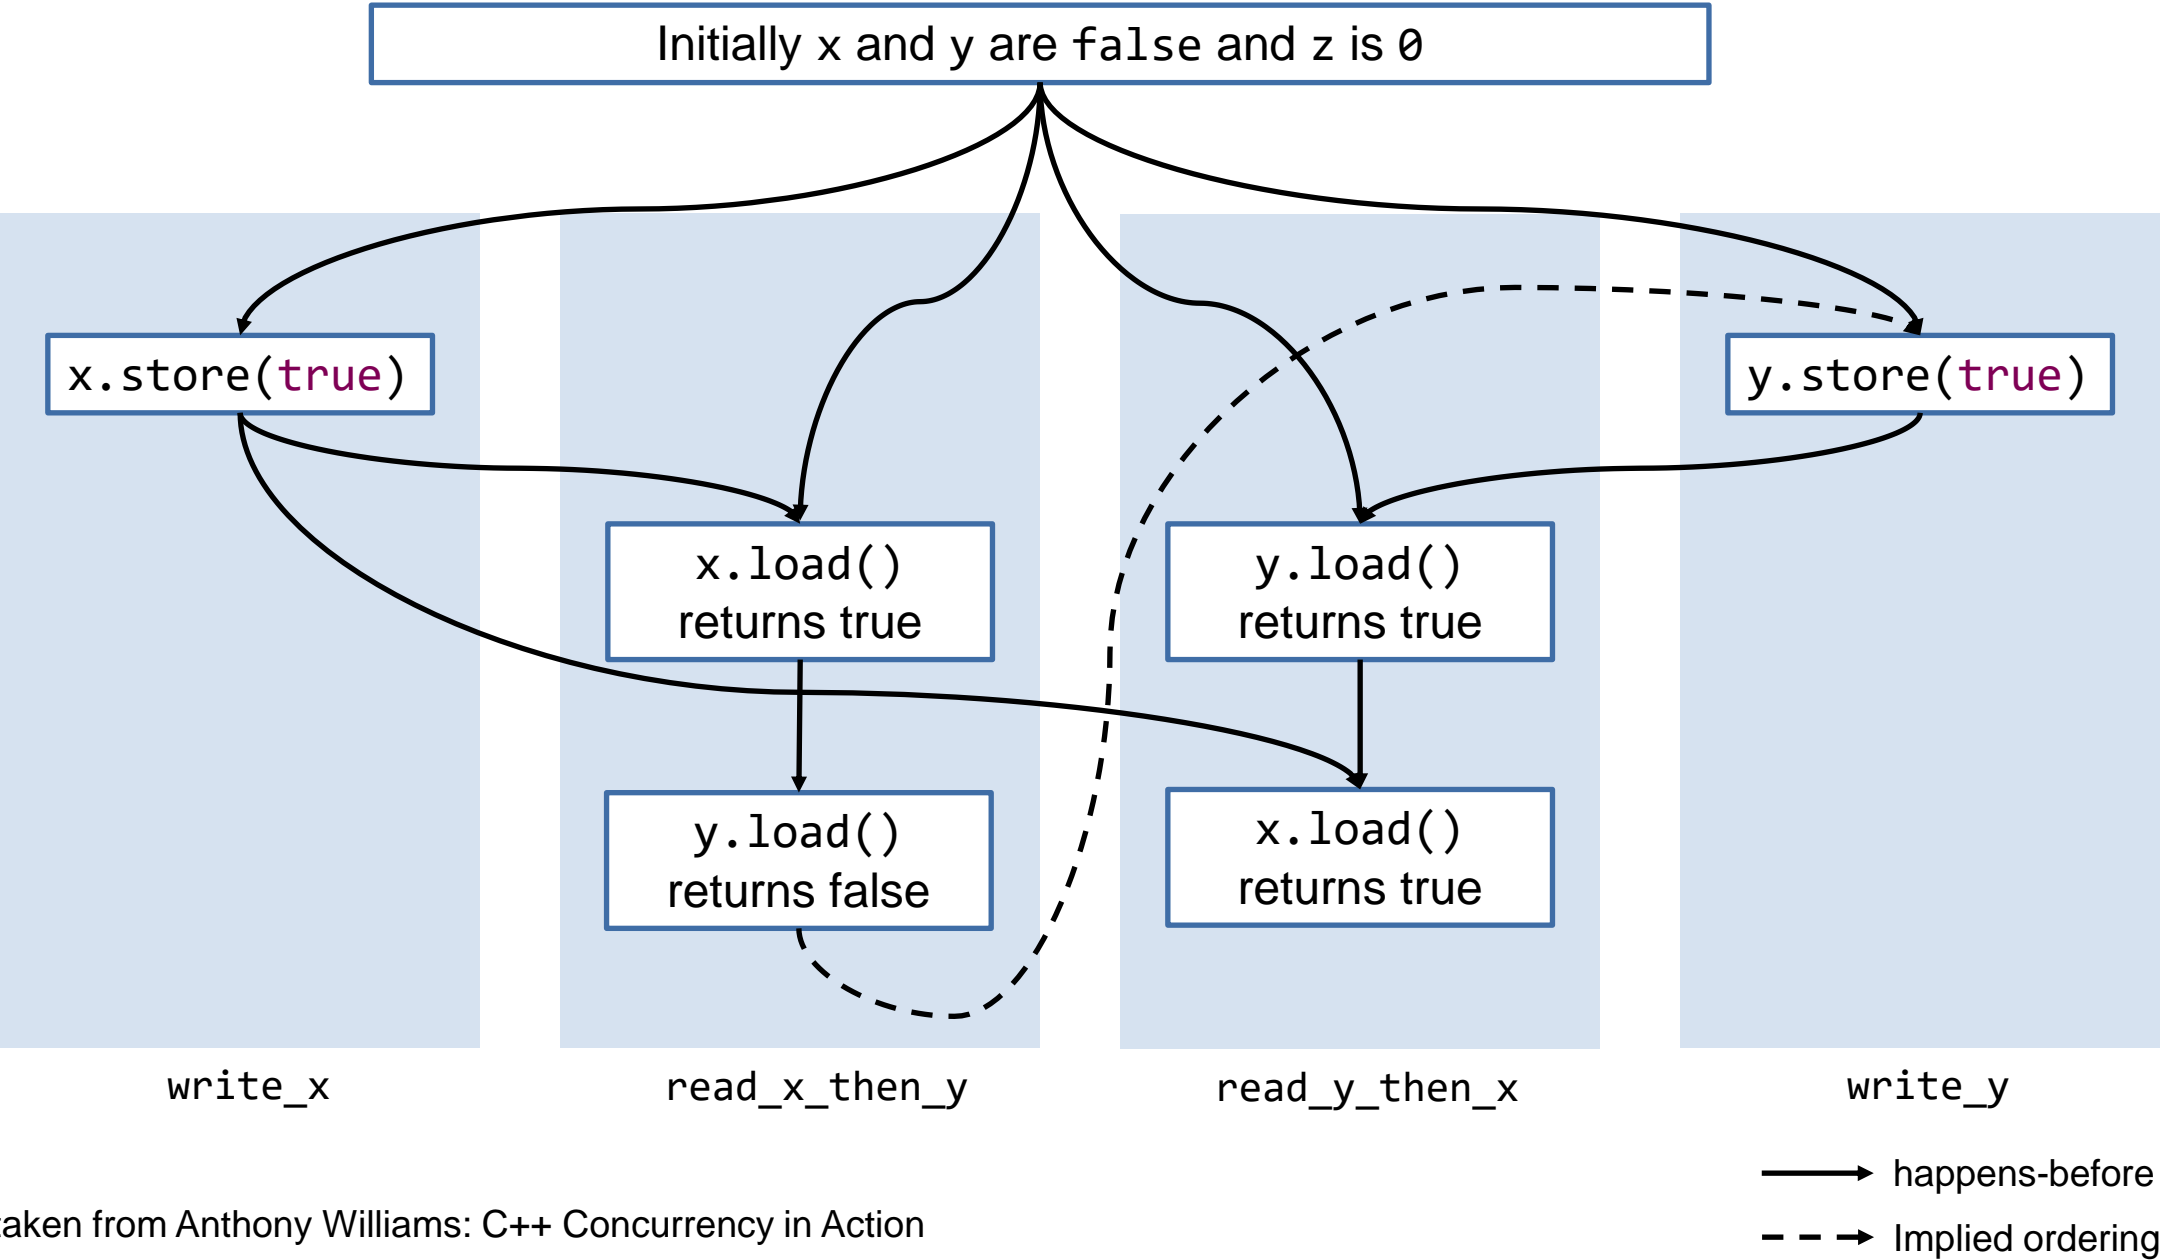 Initially x and y are false and z is 0
x.store(true)
y.store(true)
x.load()
returns true
y.load()
returns true
y.load()
returns false
x.load()
returns true
write_x
read_x_then_y
read_y_then_x
write_y
happens-before
Implied ordering
taken from Anthony Williams: C++ Concurrency in Action